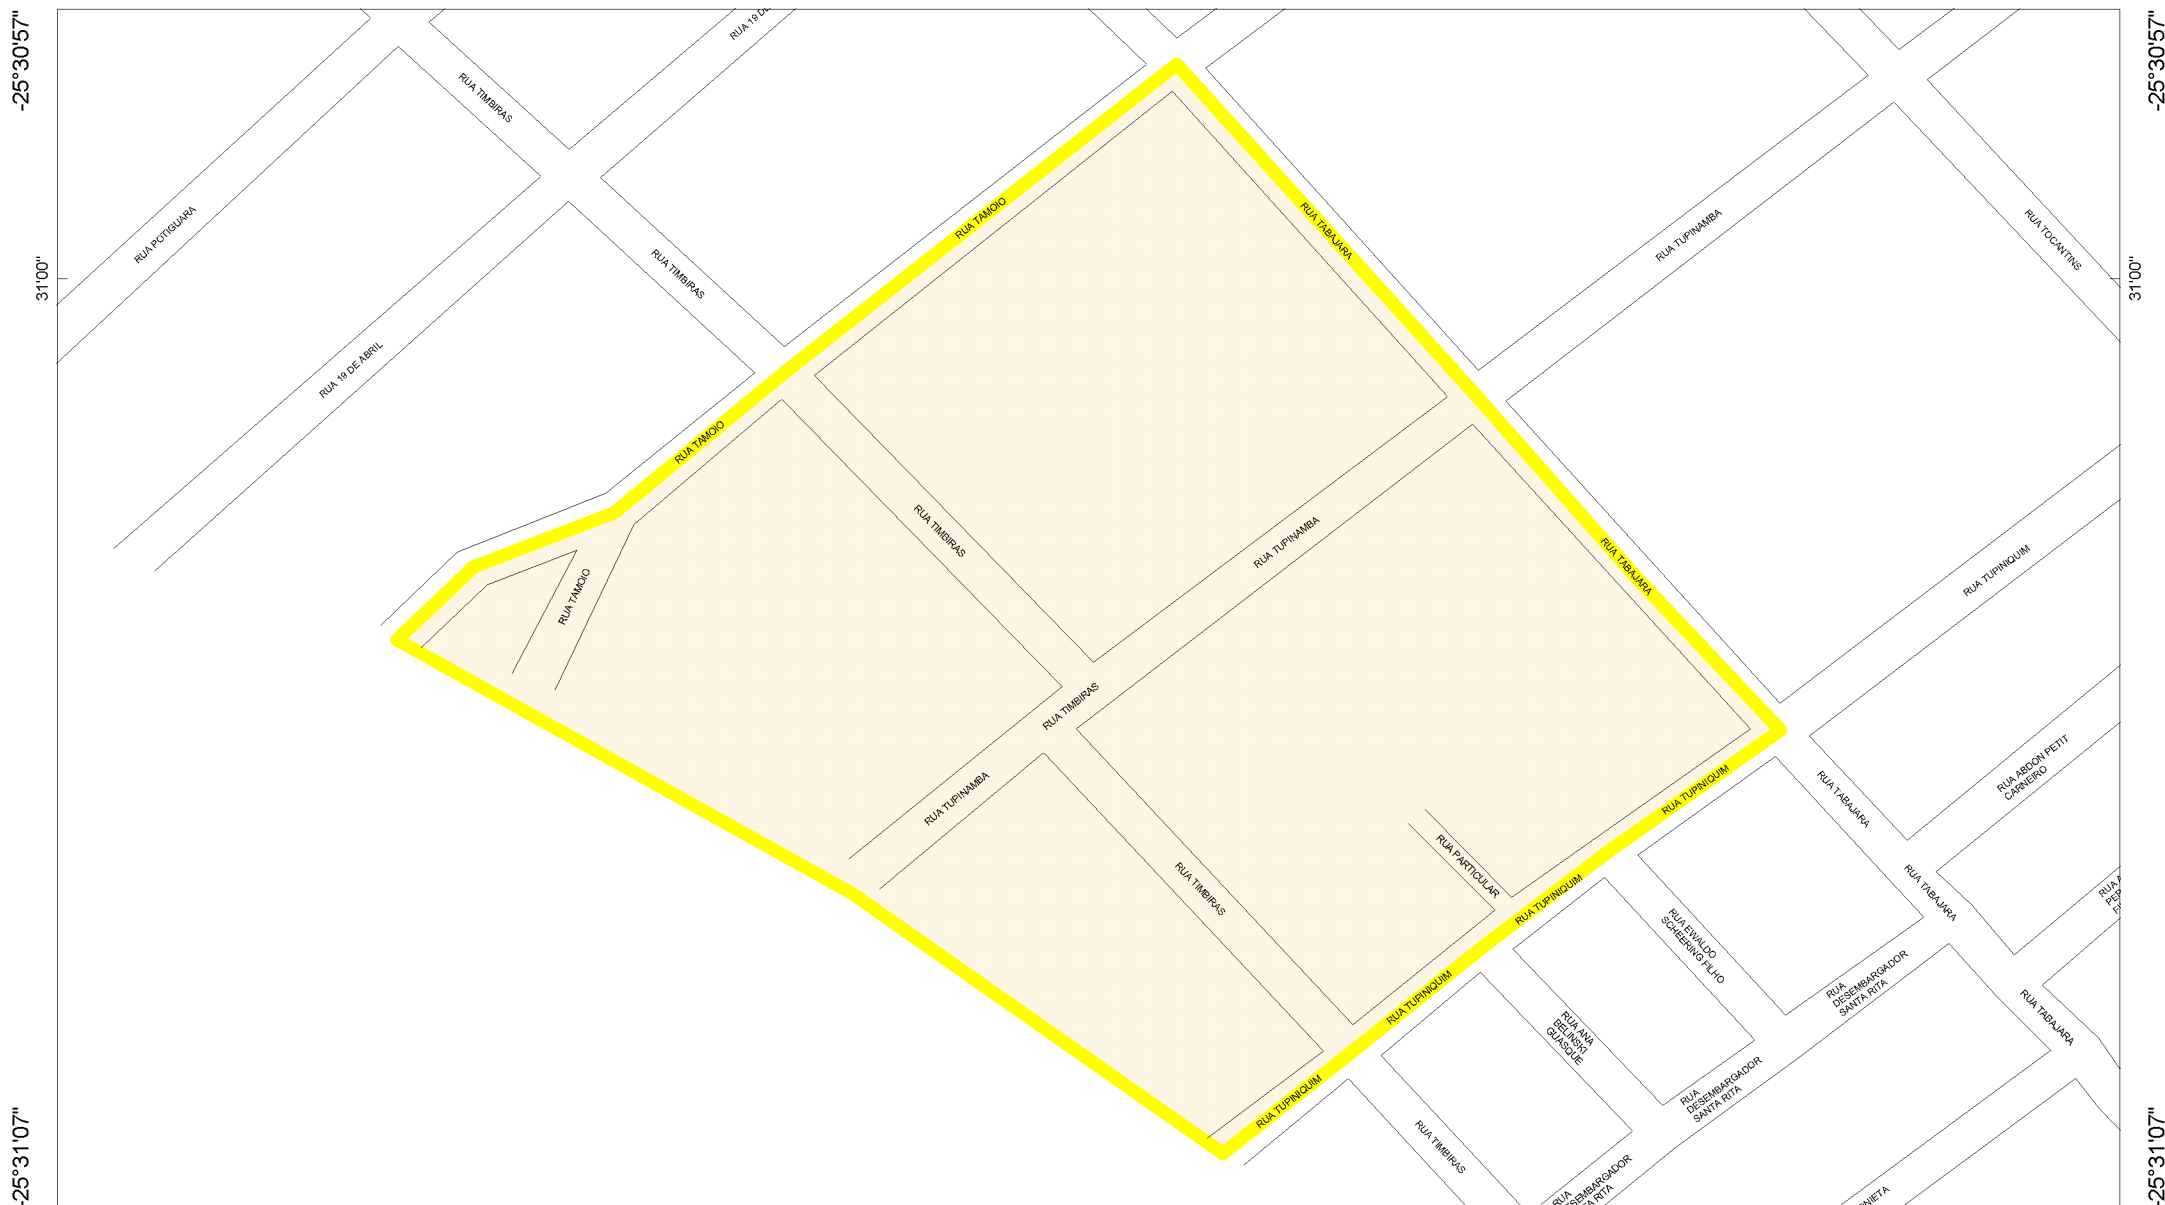 -25°30'57"
-25°30'57"
RUA TIMBIRAS
RUA POTIGUARA
RUA TAMOIO
RUA TABAJARA
RUA TUPINAMBA
RUA TOCANTINS
31'00"
31'00"
RUA TIMBIRAS
RUA 19 DE ABRIL
RUA TAMOIO
RUA TIMBIRAS
RUA TUPINAMBA
RUA TABAJARA
RUA TUPINIQUIM
RUA TAMOIO
RUA TIMBIRAS
RUA TUPINAMBA
RUA TUPINIQUIM
RUA TABAJARA
RUA ABDON PETIT
CARNEIRO
RUA PARTICULAR
RUA TIMBIRAS
RUA TUPINIQUIM
RUA TABAJARA
RUA EWALDO
SCHEERING FILHO
RUA TUPINIQUIM
RUA
DESEMBARGADOR
SANTA RITA
RUA ANA
BELINSKI
GUASQUE
RUA TABAJARA
RUA TUPINIQUIM
RUA
DESEMBARGADOR
SANTA RITA
RUA TIMBIRAS
-25°31'07"
-25°31'07"
RUA